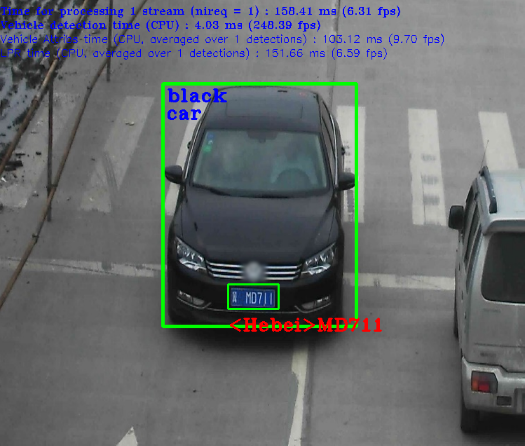 Time for processing 1 stream (nireq = 1) : 158.41 ms (6.31 fps)
Vehicle detection time (CPU) : 4.03 ms (248.39 fps)
Vehicle Attribs time (CPU, averaged over 1 detections) : 103.12 ms (9.70 fps)
LPR time (CPU, averaged over 1 detections) : 151.66 ms (6.59 fps)
black
car
MD711
<Hebei>MD711